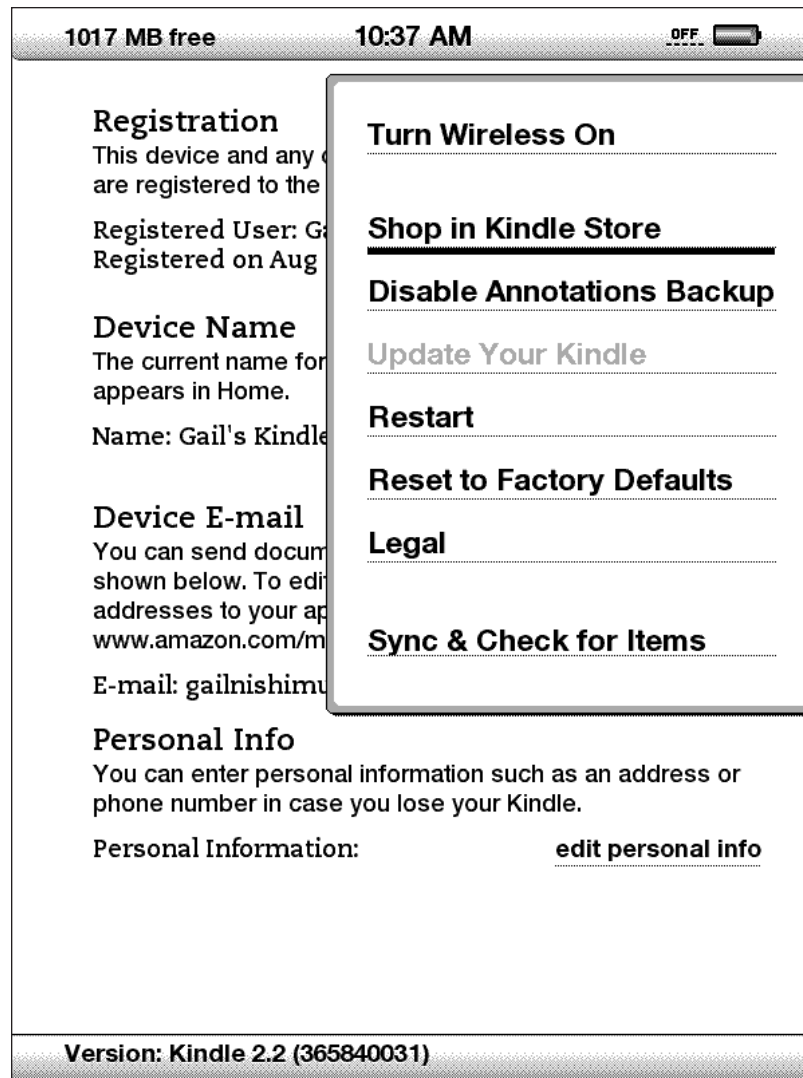 1017 MB free 10:37 AM OFF
Registration
This device and any
are registered to the
Registered User:
Registered on Aug
Device Name
The current name for
appears in Home.
Name: Gail's Kindle
Device E-mail
You can send
shown below. To
addresses to your
www.amazon.com/m
E-mail:
Turn Wireless On
Shop in Kindle Store
Disable Annotations Backup
Update Your Kindle
Restart
Reset to Factory Defaults
Legal
Sync & Check for Items
Personal Info
You can enter personal information such as an address or
phone number in case you lose your Kindle.
Personal Information: edit personal info
Version: Kindle 2.2 (365840031)